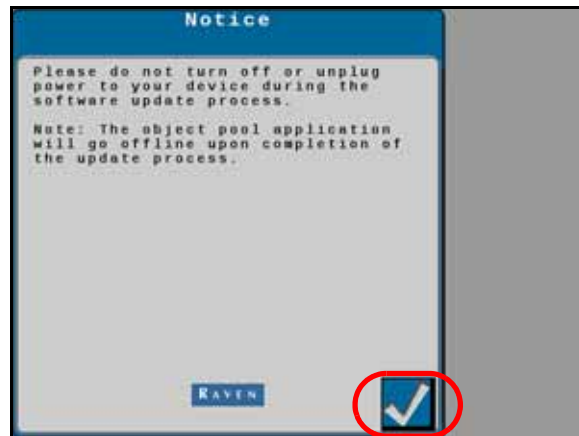 Notice
Please do not turn off or unplug
power to your device during the
software update process.
Note: The object pool application
will go offline upon completion of
the update process.
RAVEN